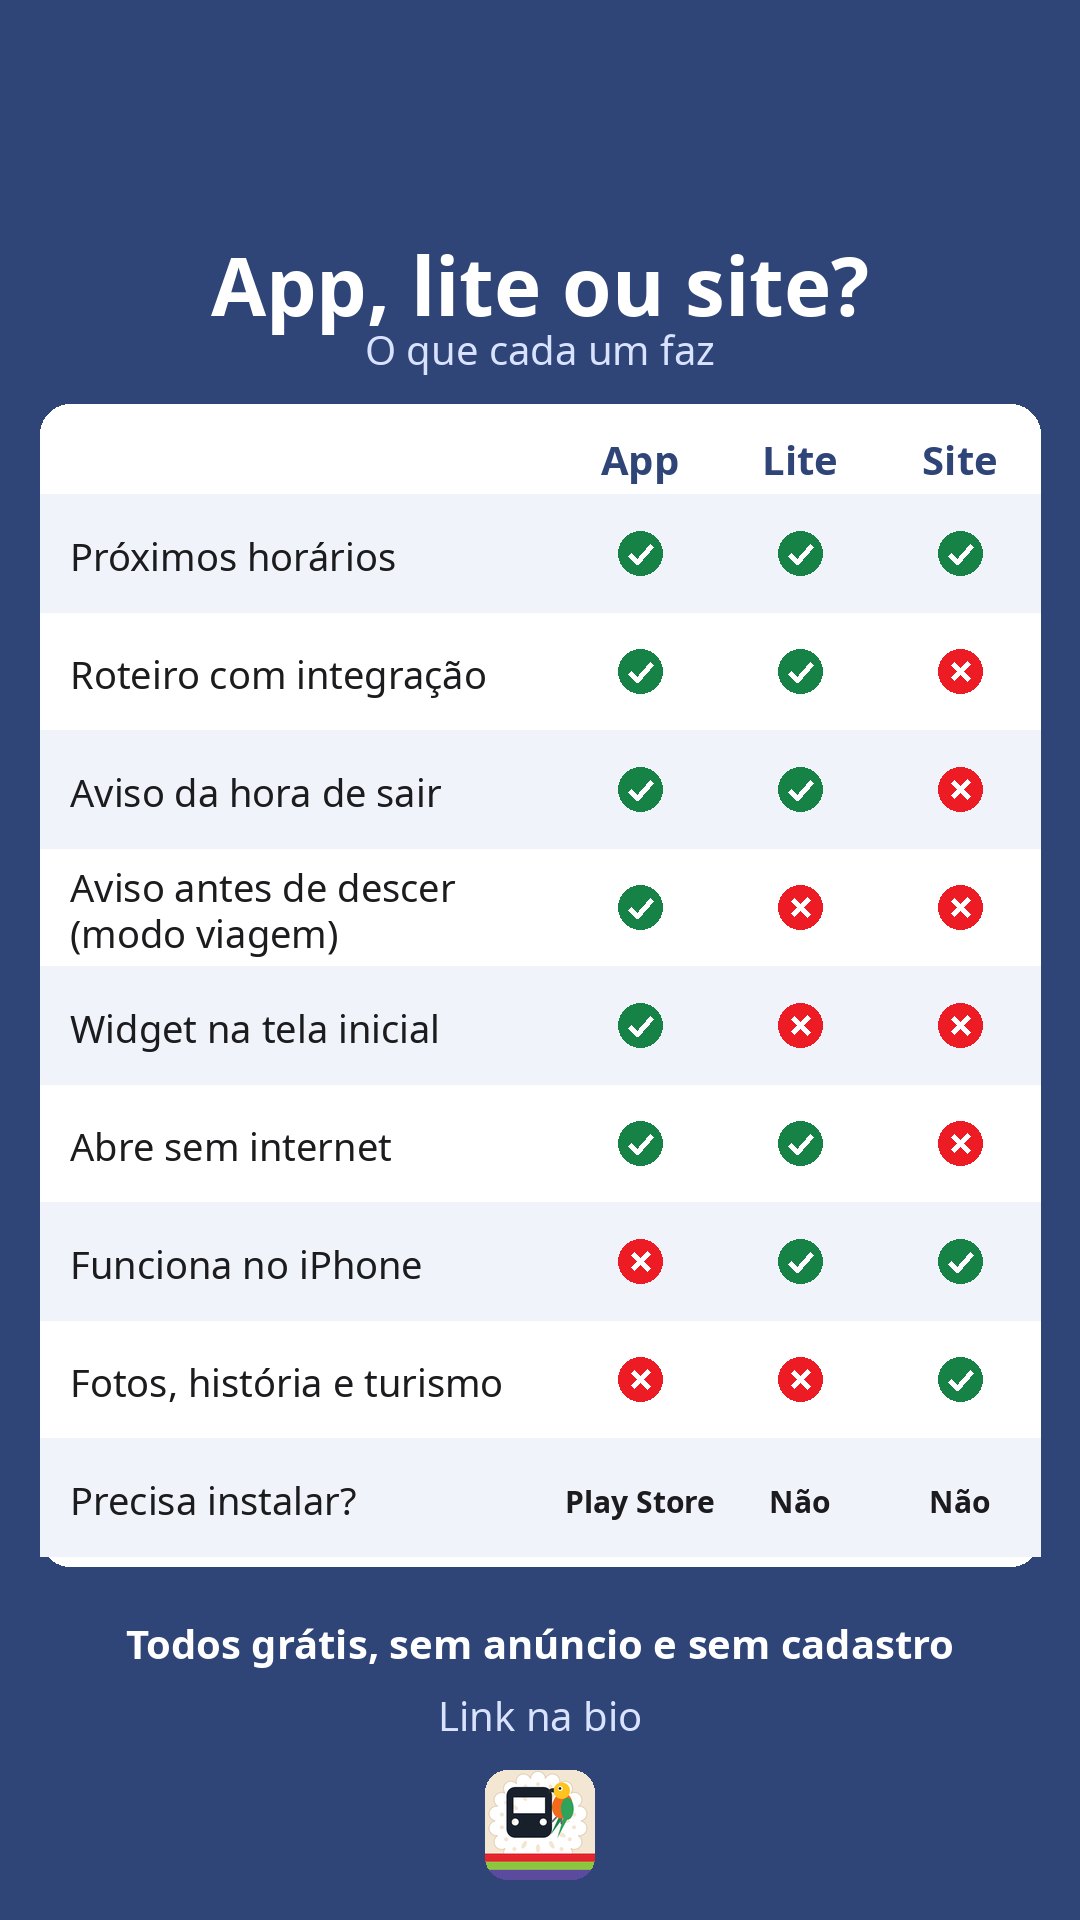 App, lite ou site?
O que cada um faz
App Lite Site
Próximos horários
Roteiro com integração
Aviso da hora de sair
Aviso antes de descer
(modo viagem)
Widget na tela inicial
Abre sem internet
Funciona no iPhone
Fotos, história e turismo
Precisa instalar? Play Store Não Não
Todos grátis, sem anúncio e sem cadastro
Link na bio